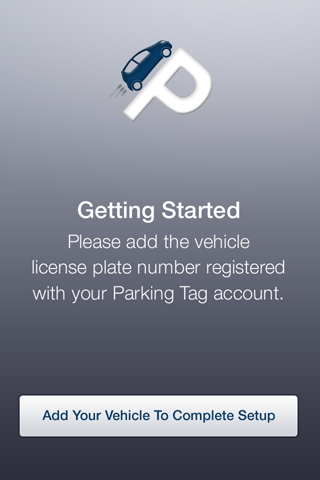 P
Getting Started
Please add the vehicle
license plate number registered
with your Parking Tag account.
Add Your Vehicle To Complete Setup